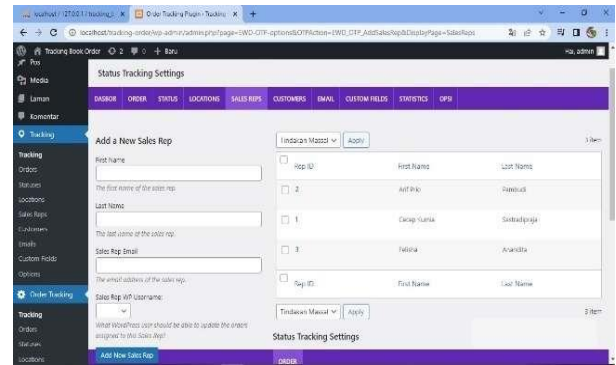 Order Tracking Plugin - Tracking
localhost/tracking-order/wp-admin/admin.php?page=EWD-OTP-options&OTPAction=EWD_OTP_AddSalesRep&DisplayPage=SalesReps
Tracking Book Order 2 0 + Baru
Hai, admin
Pos
Media
Laman
Komentar
Tracking
Tracking
Orders
Statuses
Locations
Sales Reps
Customers
Emails
Custom Fields
Options
Order Tracking
Tracking
Orders
Statuses
Locations
Status Tracking Settings
DASBOR ORDER STATUS LOCATIONS SALES REPS CUSTOMERS EMAIL CUSTOM FIELDS STATISTICS OPSI
Add a New Sales Rep
First Name
The first name of the sales rep.
Last Name
The last name of the sales rep.
Sales Rep Email
The email address of the sales rep.
Sales Rep WP Username:
What WordPress user should be able to update the orders
assigned to this Sales Rep?
Add New Sales Rep
Tindakan Massal Apply 3 item
Rep ID First Name Last Name
2 Arif Prio Pambudi
1 Cecep Kurnia Sastradipraja
3 Felisha Anandita
Rep ID First Name Last Name
Tindakan Massal Apply 3 item
Status Tracking Settings
ORDER